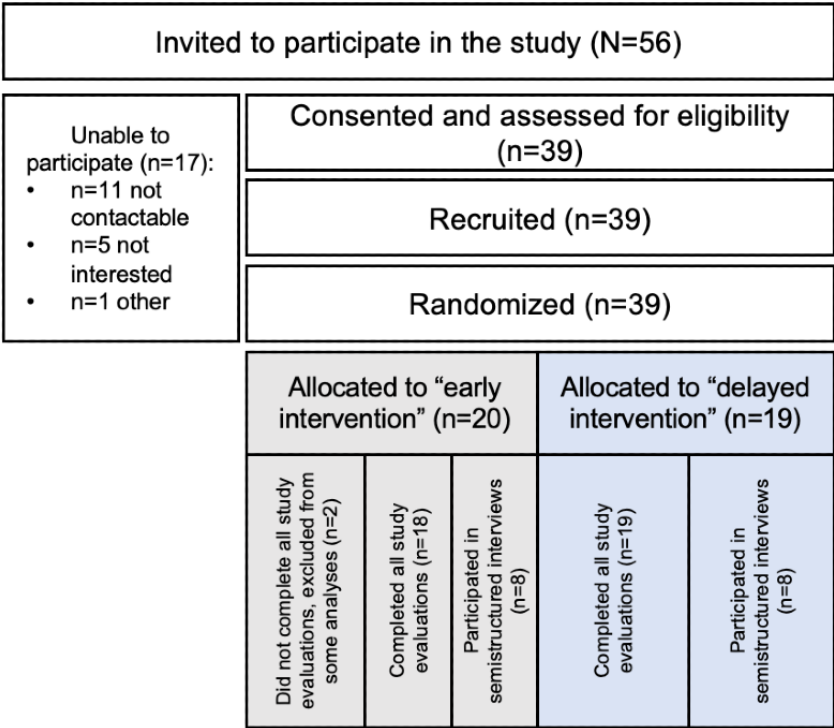 Invited to participate in the study (N=56)
Unable to
participate (n=17):
• n=11 not
contactable
• n=5 not
interested
• n=1 other
Consented and assessed for eligibility
(n=39)
Recruited (n=39)
Randomized (n=39)
Allocated to “early
intervention” (n=20)
Allocated to “delayed
intervention” (n=19)
Did not complete all study
evaluations, excluded from
some analyses (n=2)
Completed all study
evaluations (n=18)
Participated in
semistructured interviews
(n=8)
Completed all study
evaluations (n=19)
Participated in
semistructured interviews
(n=8)